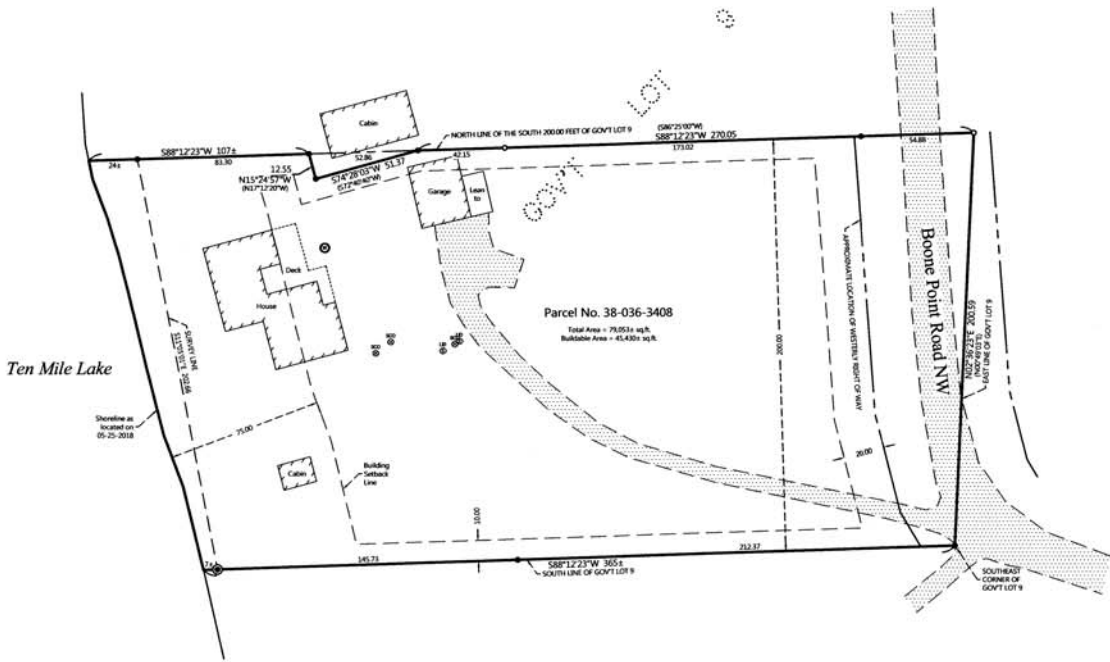 GOV'T LOT 9
Cabin
NORTH LINE OF THE SOUTH 200.00 FEET OF GOV'T LOT 9
(S86°25'00"W)
S88°12'23"W 270.05
173.02
54.88
42.15
24±
S88°12'23"W 107±
83.30
52.86
12.55
N15°24'57"W
(N17°12'20"W)
S74°28'03"W 51.37
Garage
Lean
to
Deck
House
Parcel No. 38-036-3408
Total Area = 79,053± sq.ft.
Buildable Area = 45,430± sq.ft.
200.00
APPROXIMATE LOCATION OF WESTERLY RIGHT OF WAY
Boone Point Road NW
N02°36'23"E 200.59
(N00°49'03"E)
EAST LINE OF GOV'T LOT 9
SURVEY LINE
202.66
Ten Mile Lake
Shoreline as
located on
05-25-2018
75.00
Cabin
Building
Setback
Line
10.00
20.00
7±
145.73
S88°12'23"W 365±
SOUTH LINE OF GOV'T LOT 9
212.37
SOUTHEAST
CORNER OF
GOV'T LOT 9